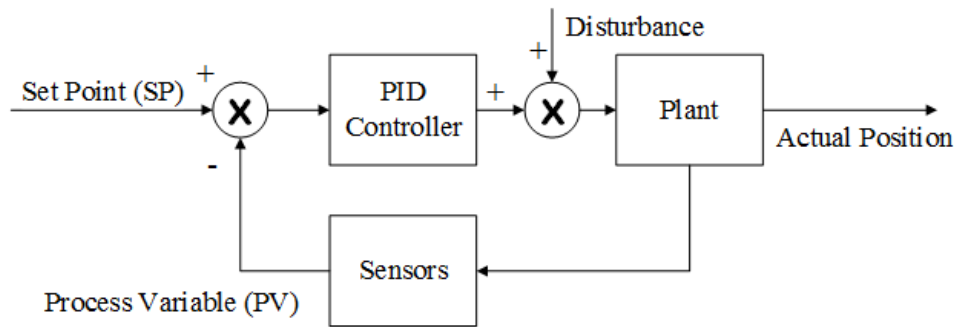 Disturbance
+
+
Set Point (SP)
PID
Controller
+
Plant
X
X
Actual Position
-
Sensors
Process Variable (PV)